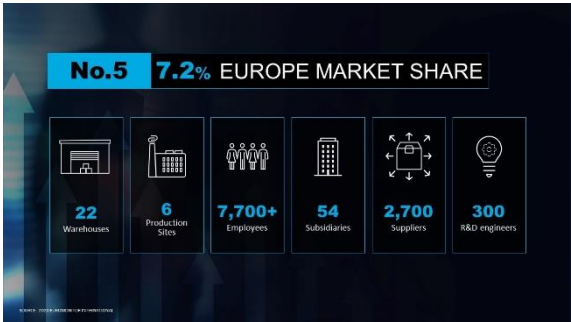 No.5 7.2% EUROPE MARKET SHARE
22
Warehouses
6
Production
Sites
7,700+
Employees
54
Subsidiaries
2,700
Suppliers
300
R&D engineers
SOURCE: